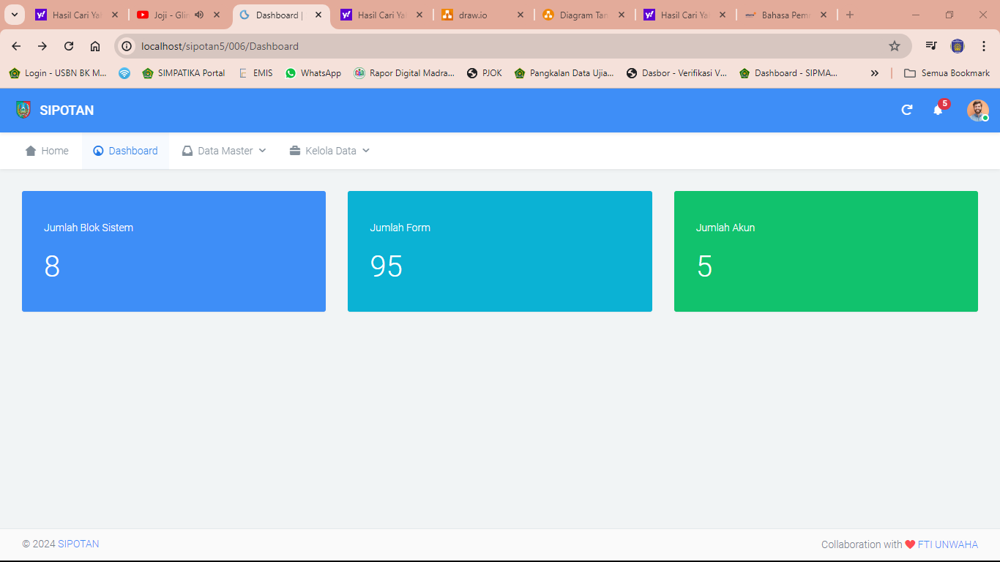 Hasil Cari Ya
Joji - Gli
Dashboard |
Hasil Cari Ya
draw.io
Diagram Tan
Hasil Cari Ya
Bahasa Pem
localhost/sipotan5/006/Dashboard
Login - USBN BK M...
SIMPATIKA Portal
EMIS
WhatsApp
Rapor Digital Madra...
PJOK
Pangkalan Data Ujia...
Dasbor - Verifikasi V...
Dashboard - SIPMA...
Semua Bookmark
SIPOTAN
5
Home
Dashboard
Data Master
Kelola Data
Jumlah Blok Sistem
8
Jumlah Form
95
Jumlah Akun
5
© 2024 SIPOTAN
Collaboration with ❤ FTI UNWAHA